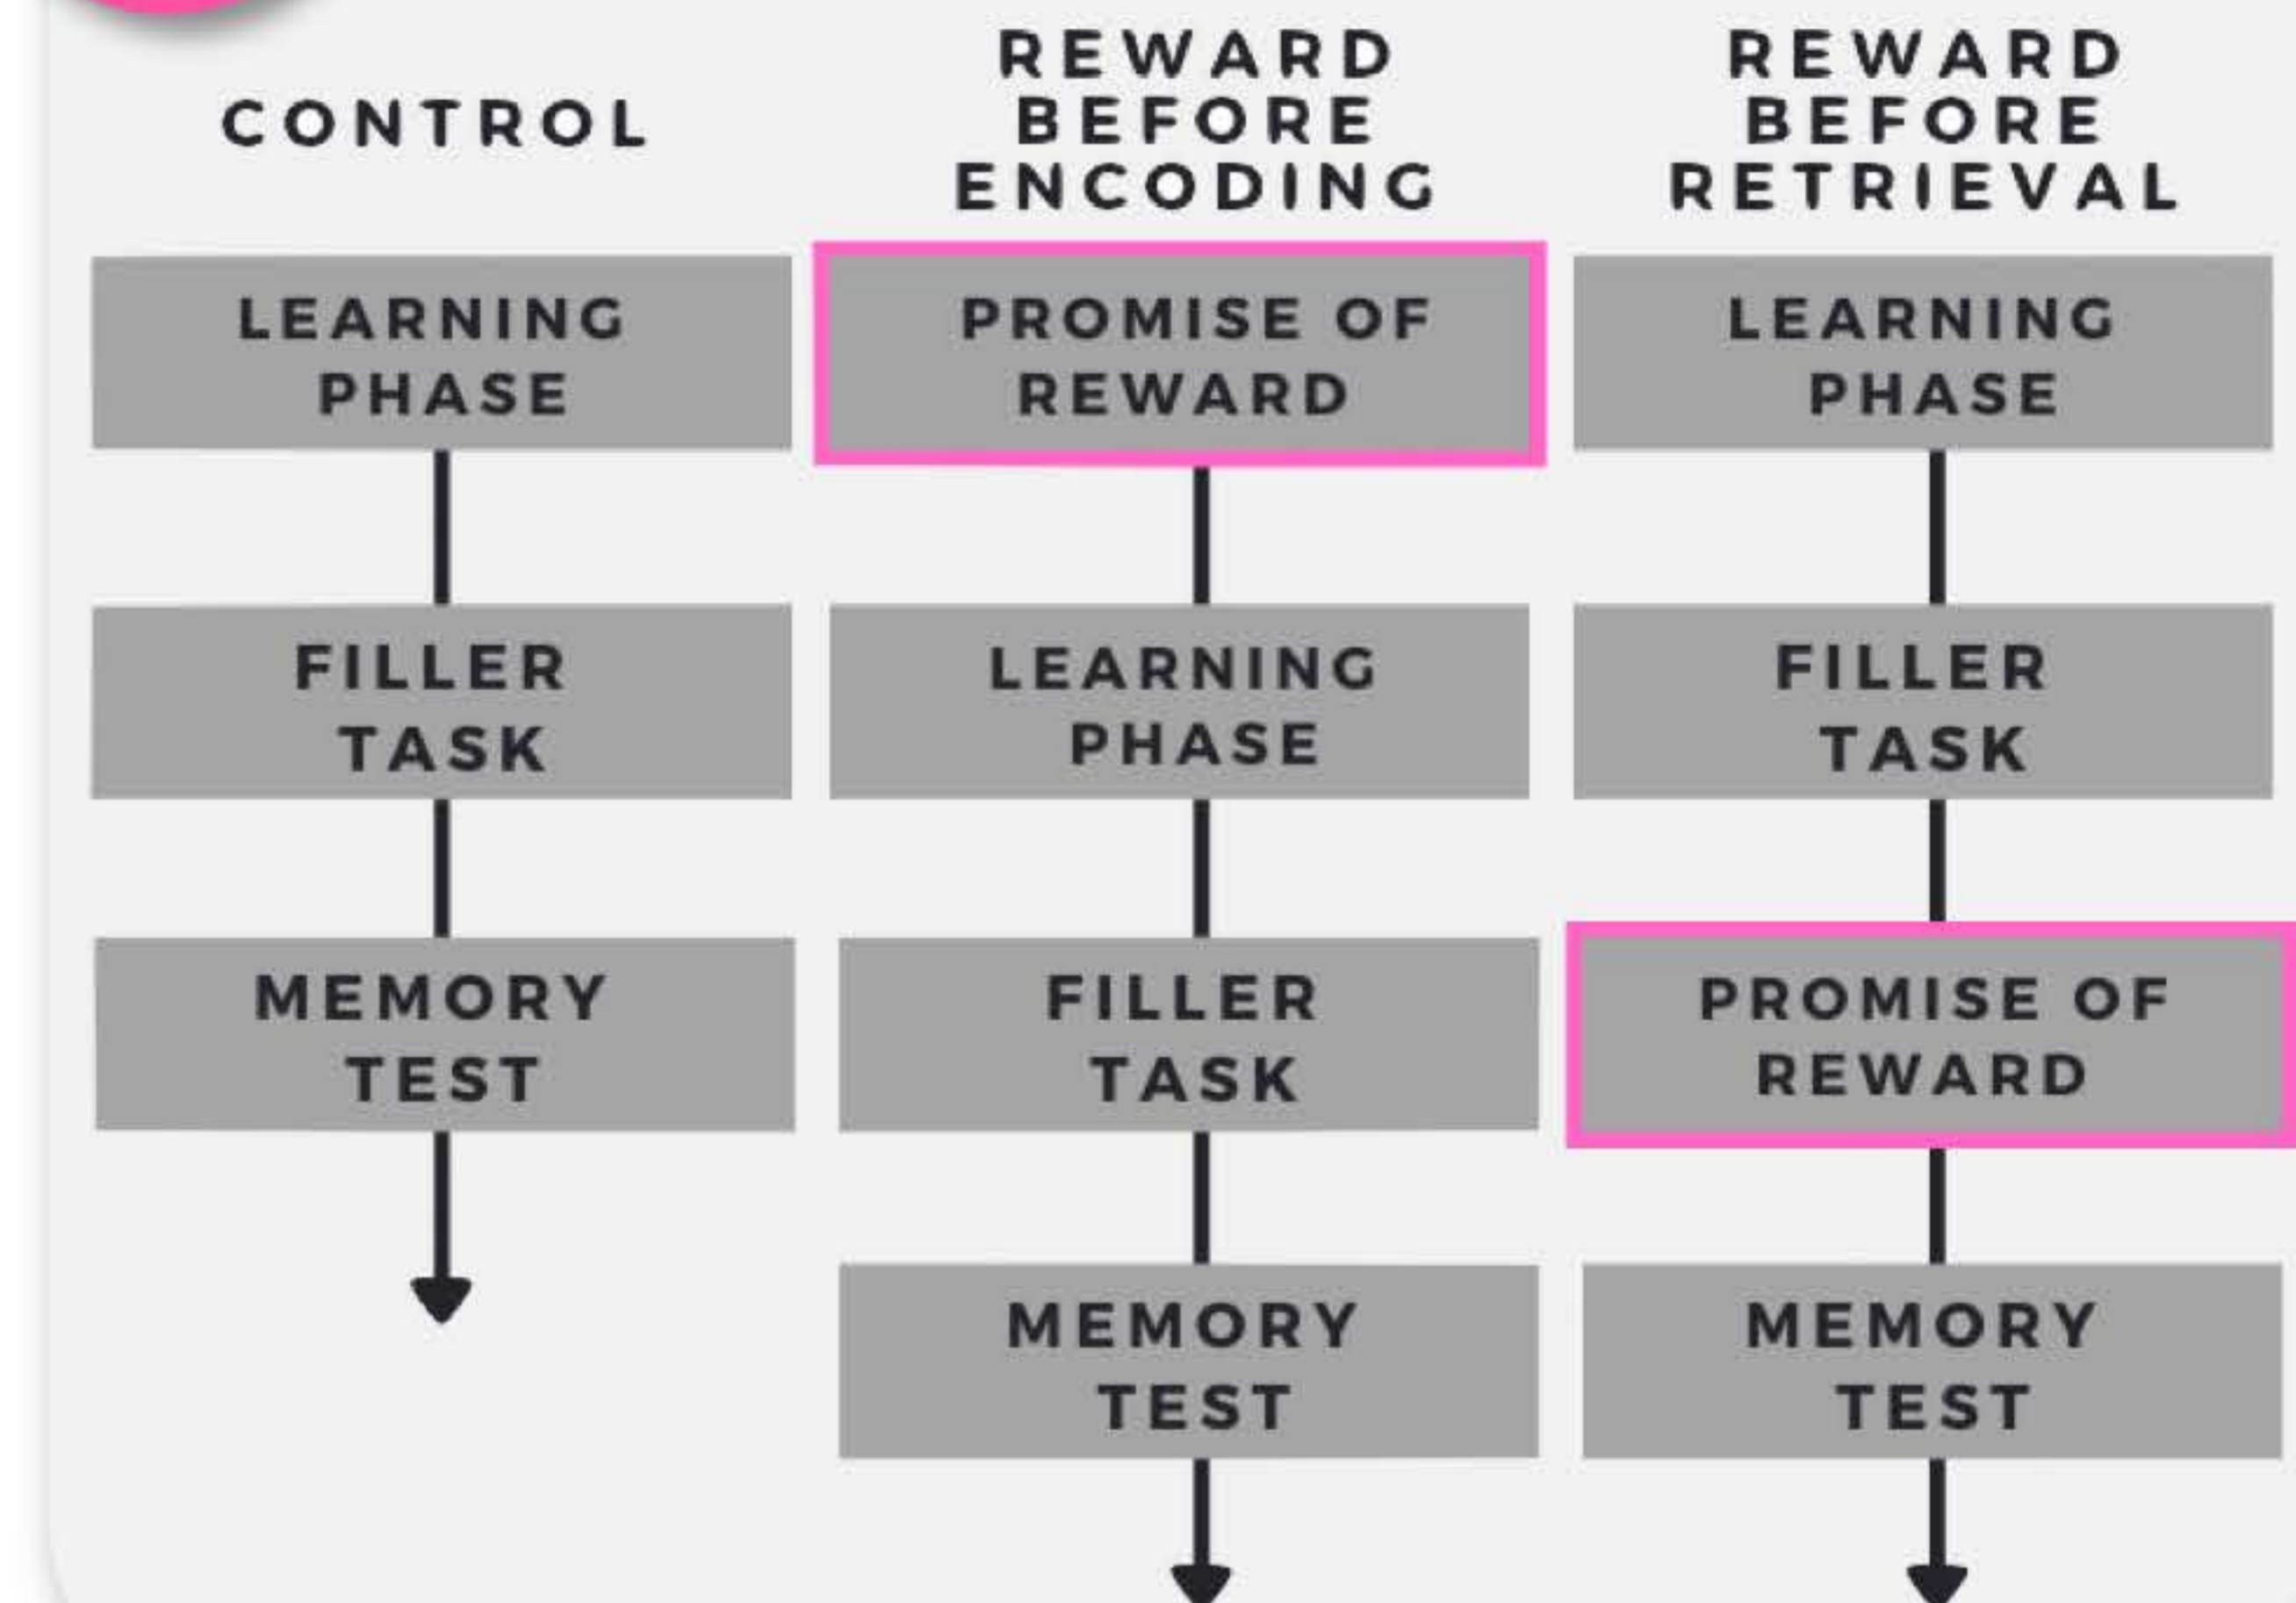 CONTROL
LEARNING
PHASE
FILLER
TASK
MEMORY
TEST
REWARD
BEFORE
ENCODING
PROMISE OF
REWARD
LEARNING
PHASE
FILLER
TASK
MEMORY
TEST
REWARD
BEFORE
RETRIEVAL
LEARNING
PHASE
FILLER
TASK
PROMISE OF
REWARD
MEMORY
TEST